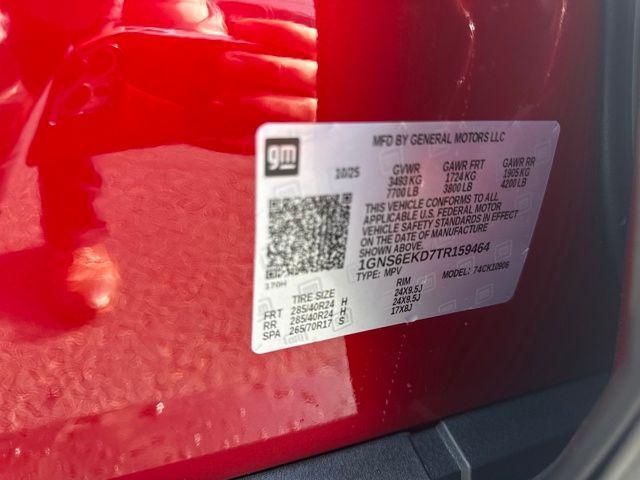 gm
MFD BY GENERAL MOTORS LLC
10/25 GVWR GAWR FRT GAWR RR
3493 KG 1724 KG 1905 KG
7700 LB 3800 LB 4200 LB
THIS VEHICLE CONFORMS TO ALL
APPLICABLE U.S. FEDERAL MOTOR
VEHICLE SAFETY STANDARDS IN EFFECT
ON THE DATE OF MANUFACTURE
SHOWN ABOVE.
1GNS6EKD7TR159464
TYPE: MPV MODEL: 74CK10906
170H
TIRE SIZE RIM
FRT 285/40R24 H 24X9.5J
RR 285/40R24 H 24X9.5J
SPA 265/70R17 S 17X8J